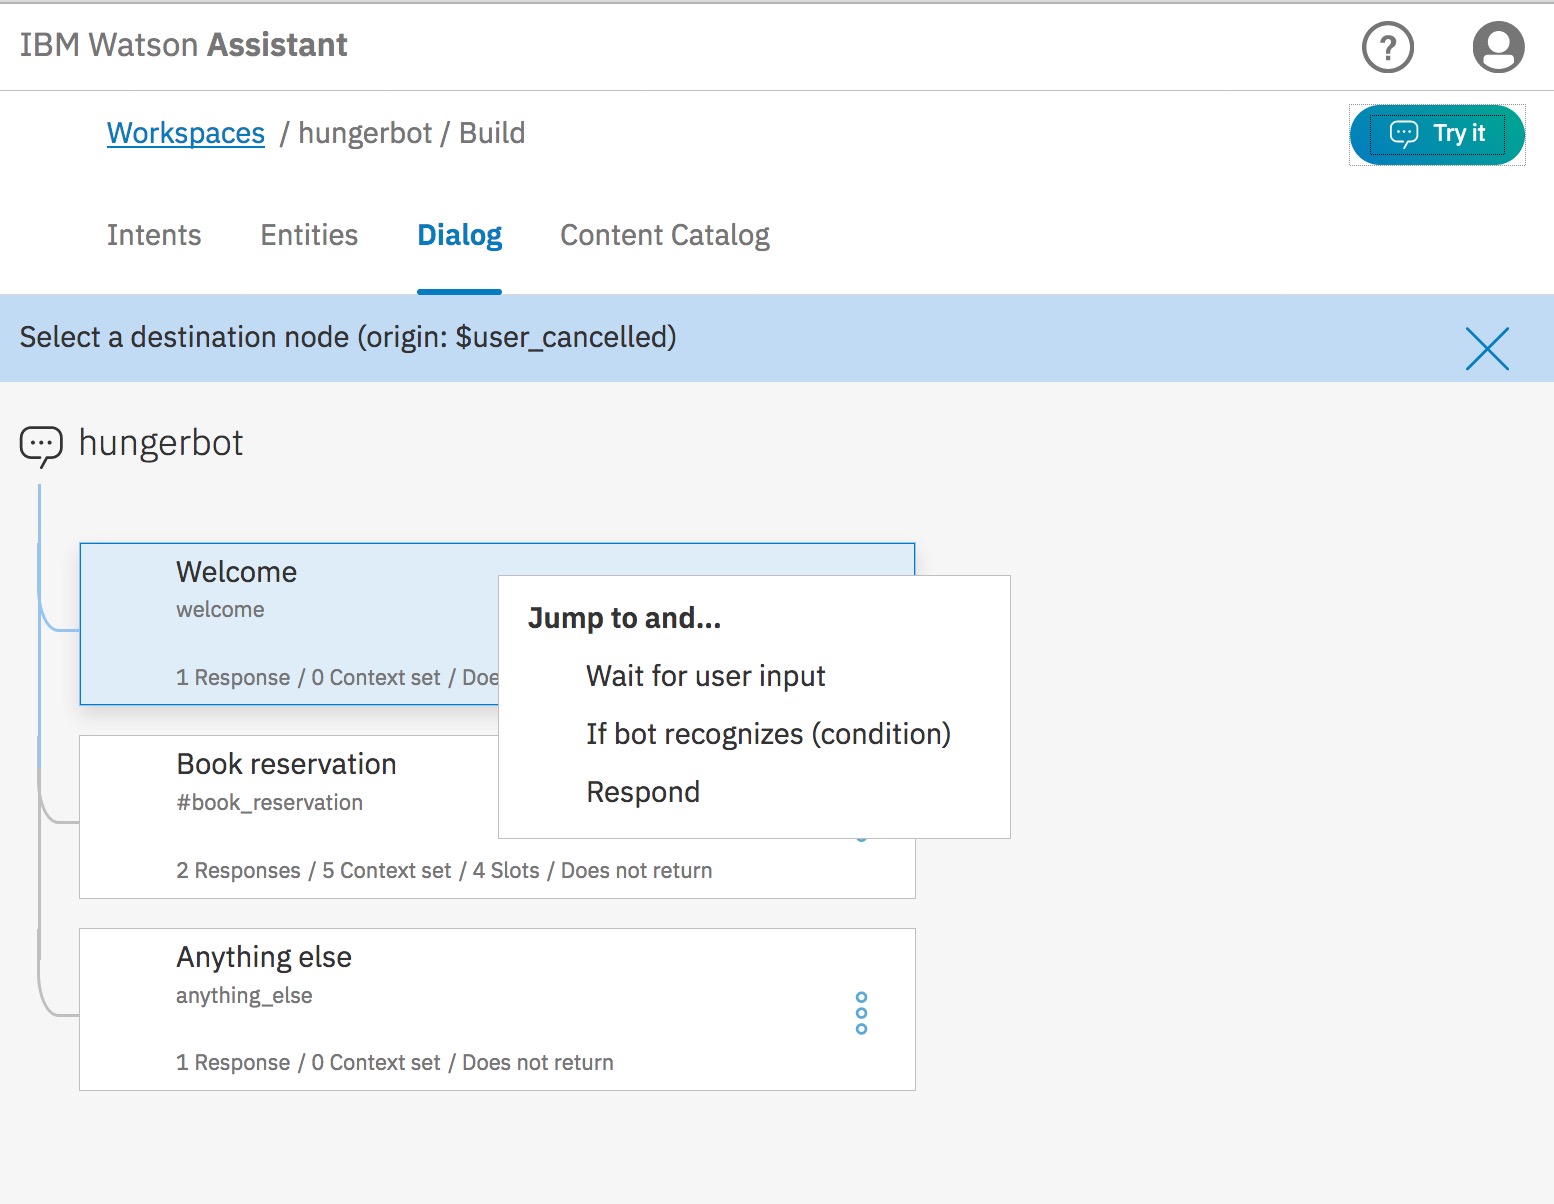 IBM Watson Assistant
?
Workspaces / hungerbot / Build
Try it
Intents Entities Dialog Content Catalog
Select a destination node (origin: $user_cancelled)
hungerbot
Welcome
welcome
1 Response / 0 Context set / Doe
Jump to and...
Wait for user input
If bot recognizes (condition)
Respond
Book reservation
#book_reservation
2 Responses / 5 Context set / 4 Slots / Does not return
Anything else
anything_else
1 Response / 0 Context set / Does not return